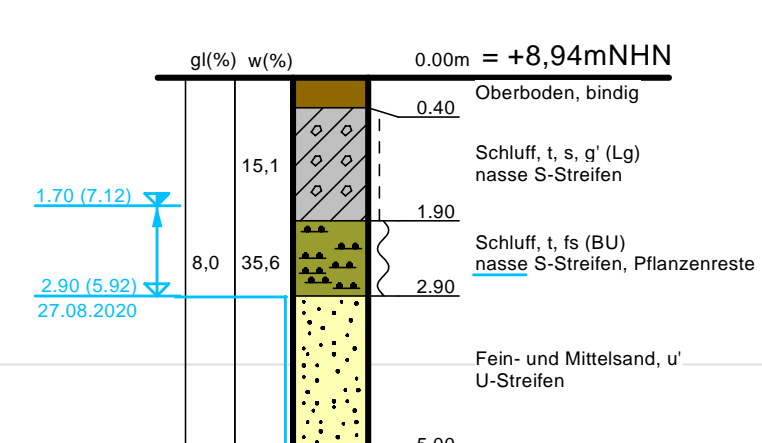 gl(%) w(%) 0.00m = +8,94mNHN
Oberboden, bindig
0.40
15,1
Schluff, t, s, g' (Lg)
nasse S-Streifen
1.70 (7.12)
1.90
8,0 35,6
Schluff, t, fs (BU)
nasse S-Streifen, Pflanzenreste
2.90 (5.92)
2.90
27.08.2020
Fein- und Mittelsand, u'
U-Streifen
5.00